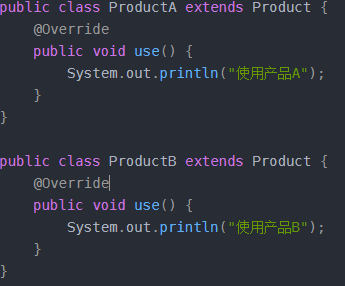 public class ProductA extends Product {
    @Override
    public void use() {
        System.out.println("使用产品A");
    }
}

public class ProductB extends Product {
    @Override
    public void use() {
        System.out.println("使用产品B");
    }
}